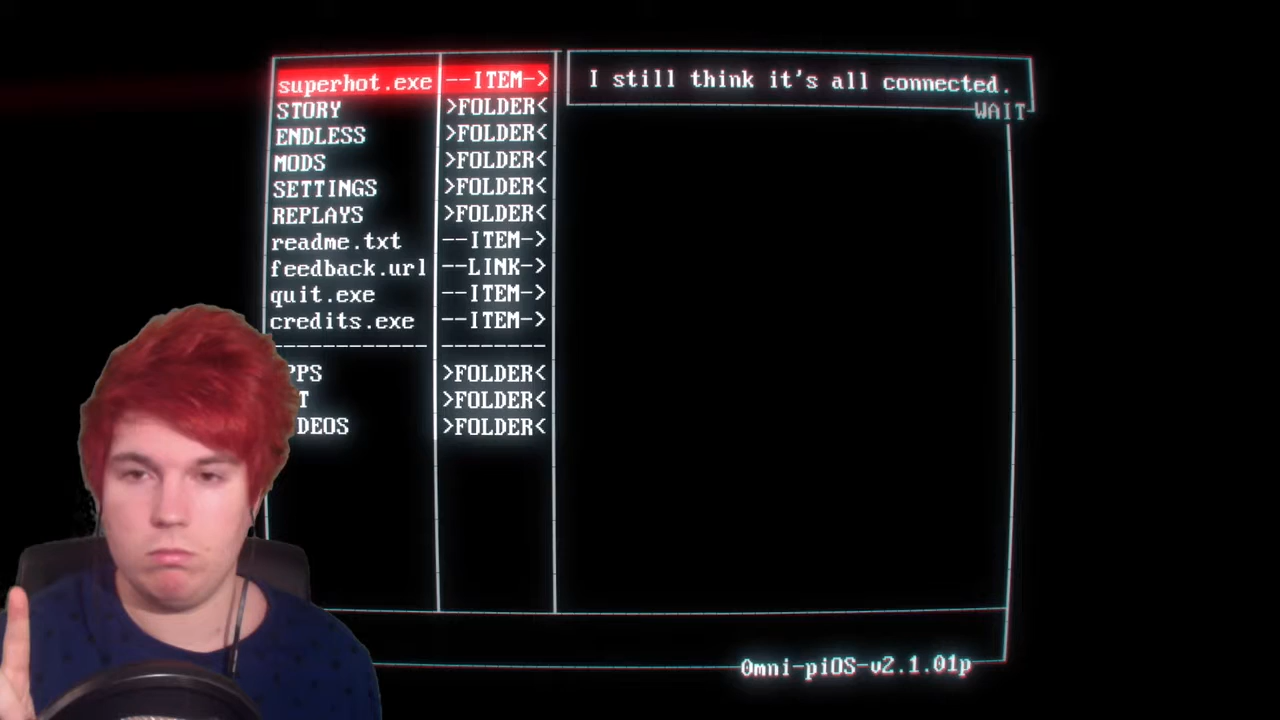 superhot.exe --ITEM->
STORY >FOLDER<
ENDLESS >FOLDER<
MODS >FOLDER<
SETTINGS >FOLDER<
REPLAYS >FOLDER<
readme.txt --ITEM->
feedback.url --LINK->
quit.exe --ITEM->
credits.exe --ITEM->
PPS >FOLDER<
T >FOLDER<
DEOS >FOLDER<
I still think it's all connected.
WAIT
Omni-piOS-v2.1.01p